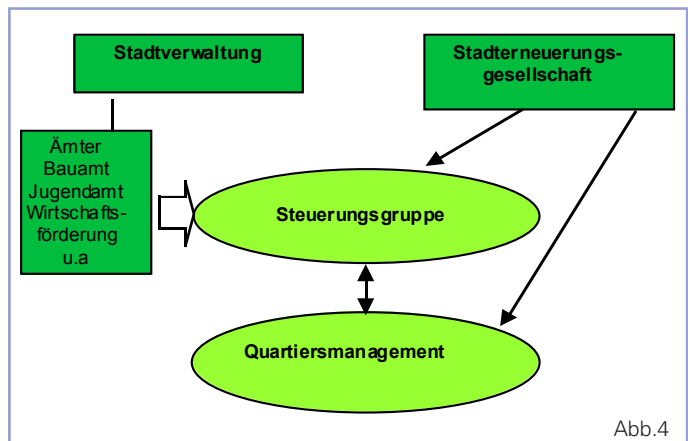 Stadtverwaltung
Stadterneuerungs-
gesellschaft
Ämter
Bauamt
Jugendamt
Wirtschafts-
förderung
u.a
Steuerungsgruppe
Quartiersmanagement
Abb.4